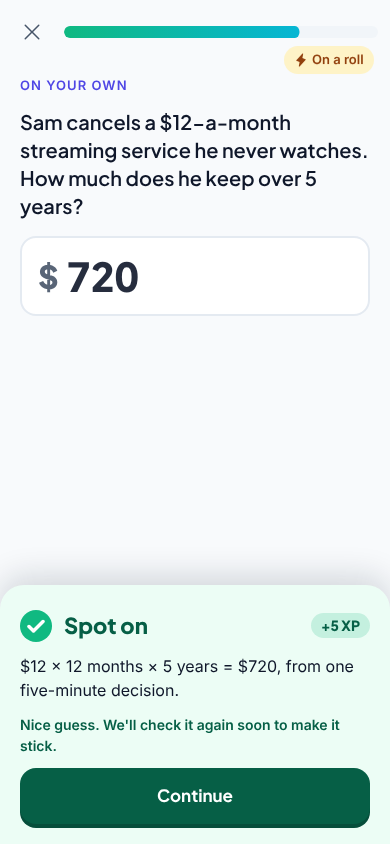 On a roll
ON YOUR OWN
Sam cancels a $12-a-month
streaming service he never watches.
How much does he keep over 5
years?
$ 720
Spot on
+5 XP
$12 × 12 months × 5 years = $720, from one
five-minute decision.
Nice guess. We'll check it again soon to make it
stick.
Continue